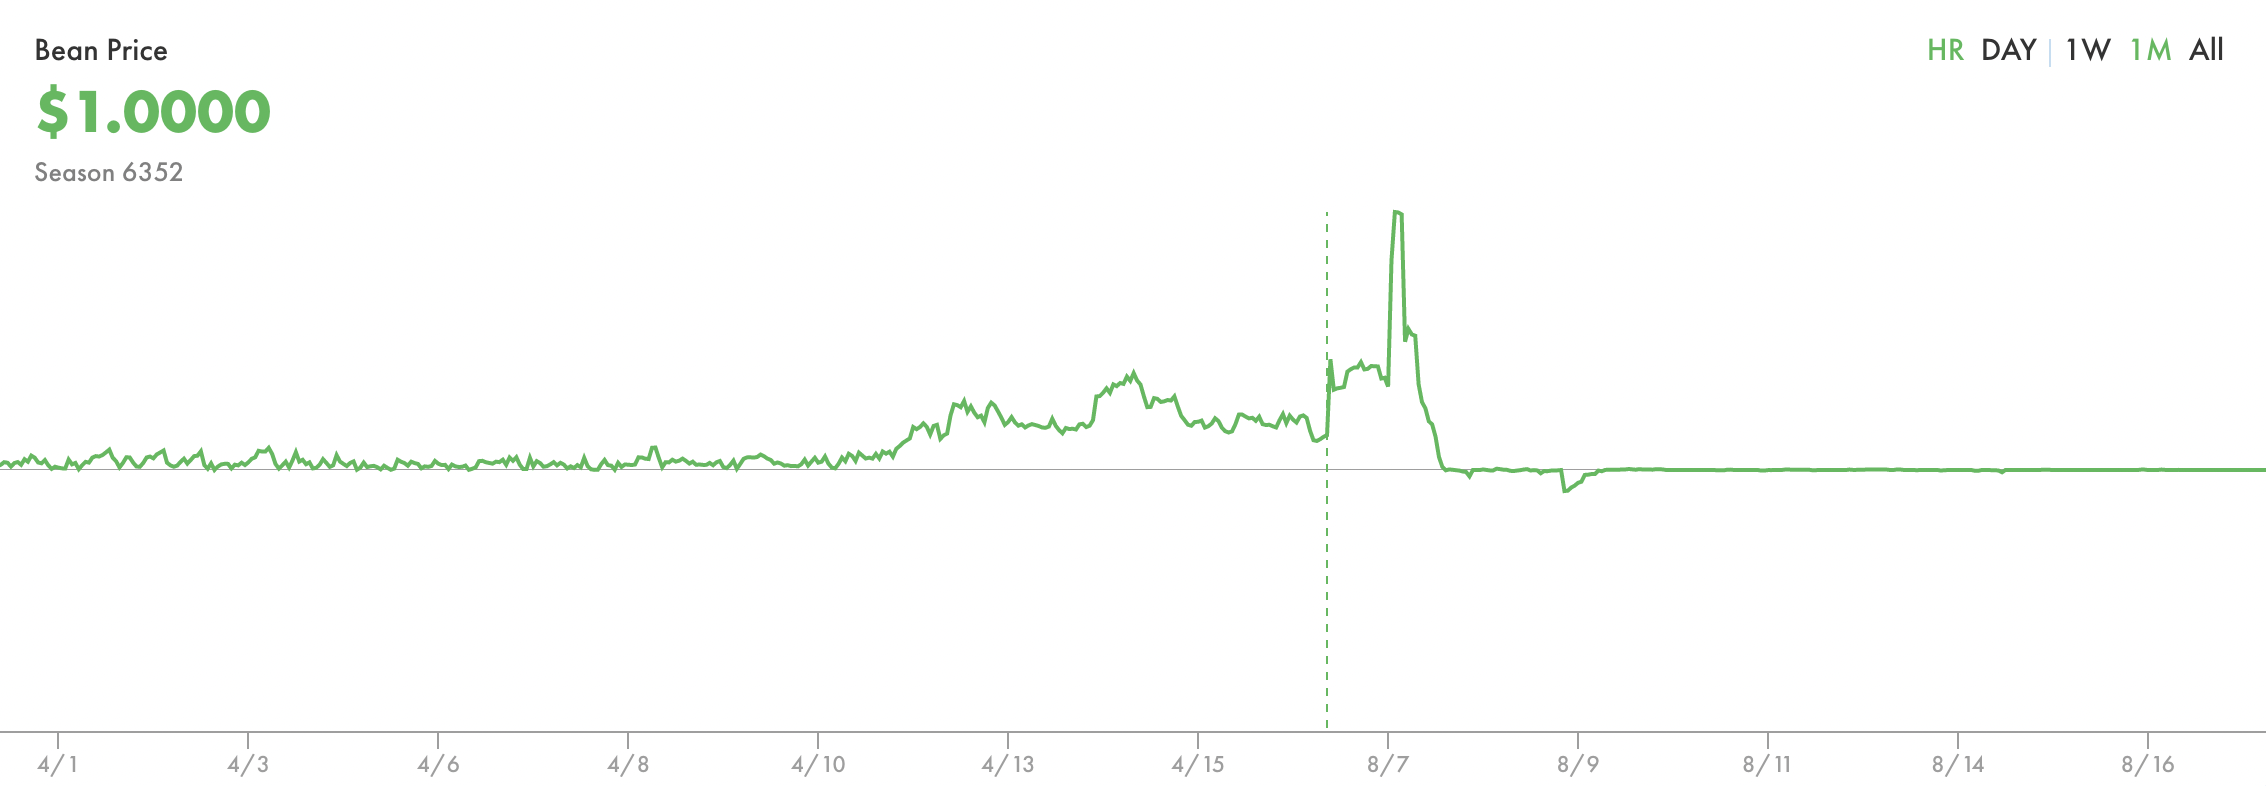 Bean Price
HR DAY | 1W 1M All
$1.0000
Season 6352
4/1 4/3 4/6 4/8 4/10 4/13 4/15 8/7 8/9 8/11 8/14 8/16